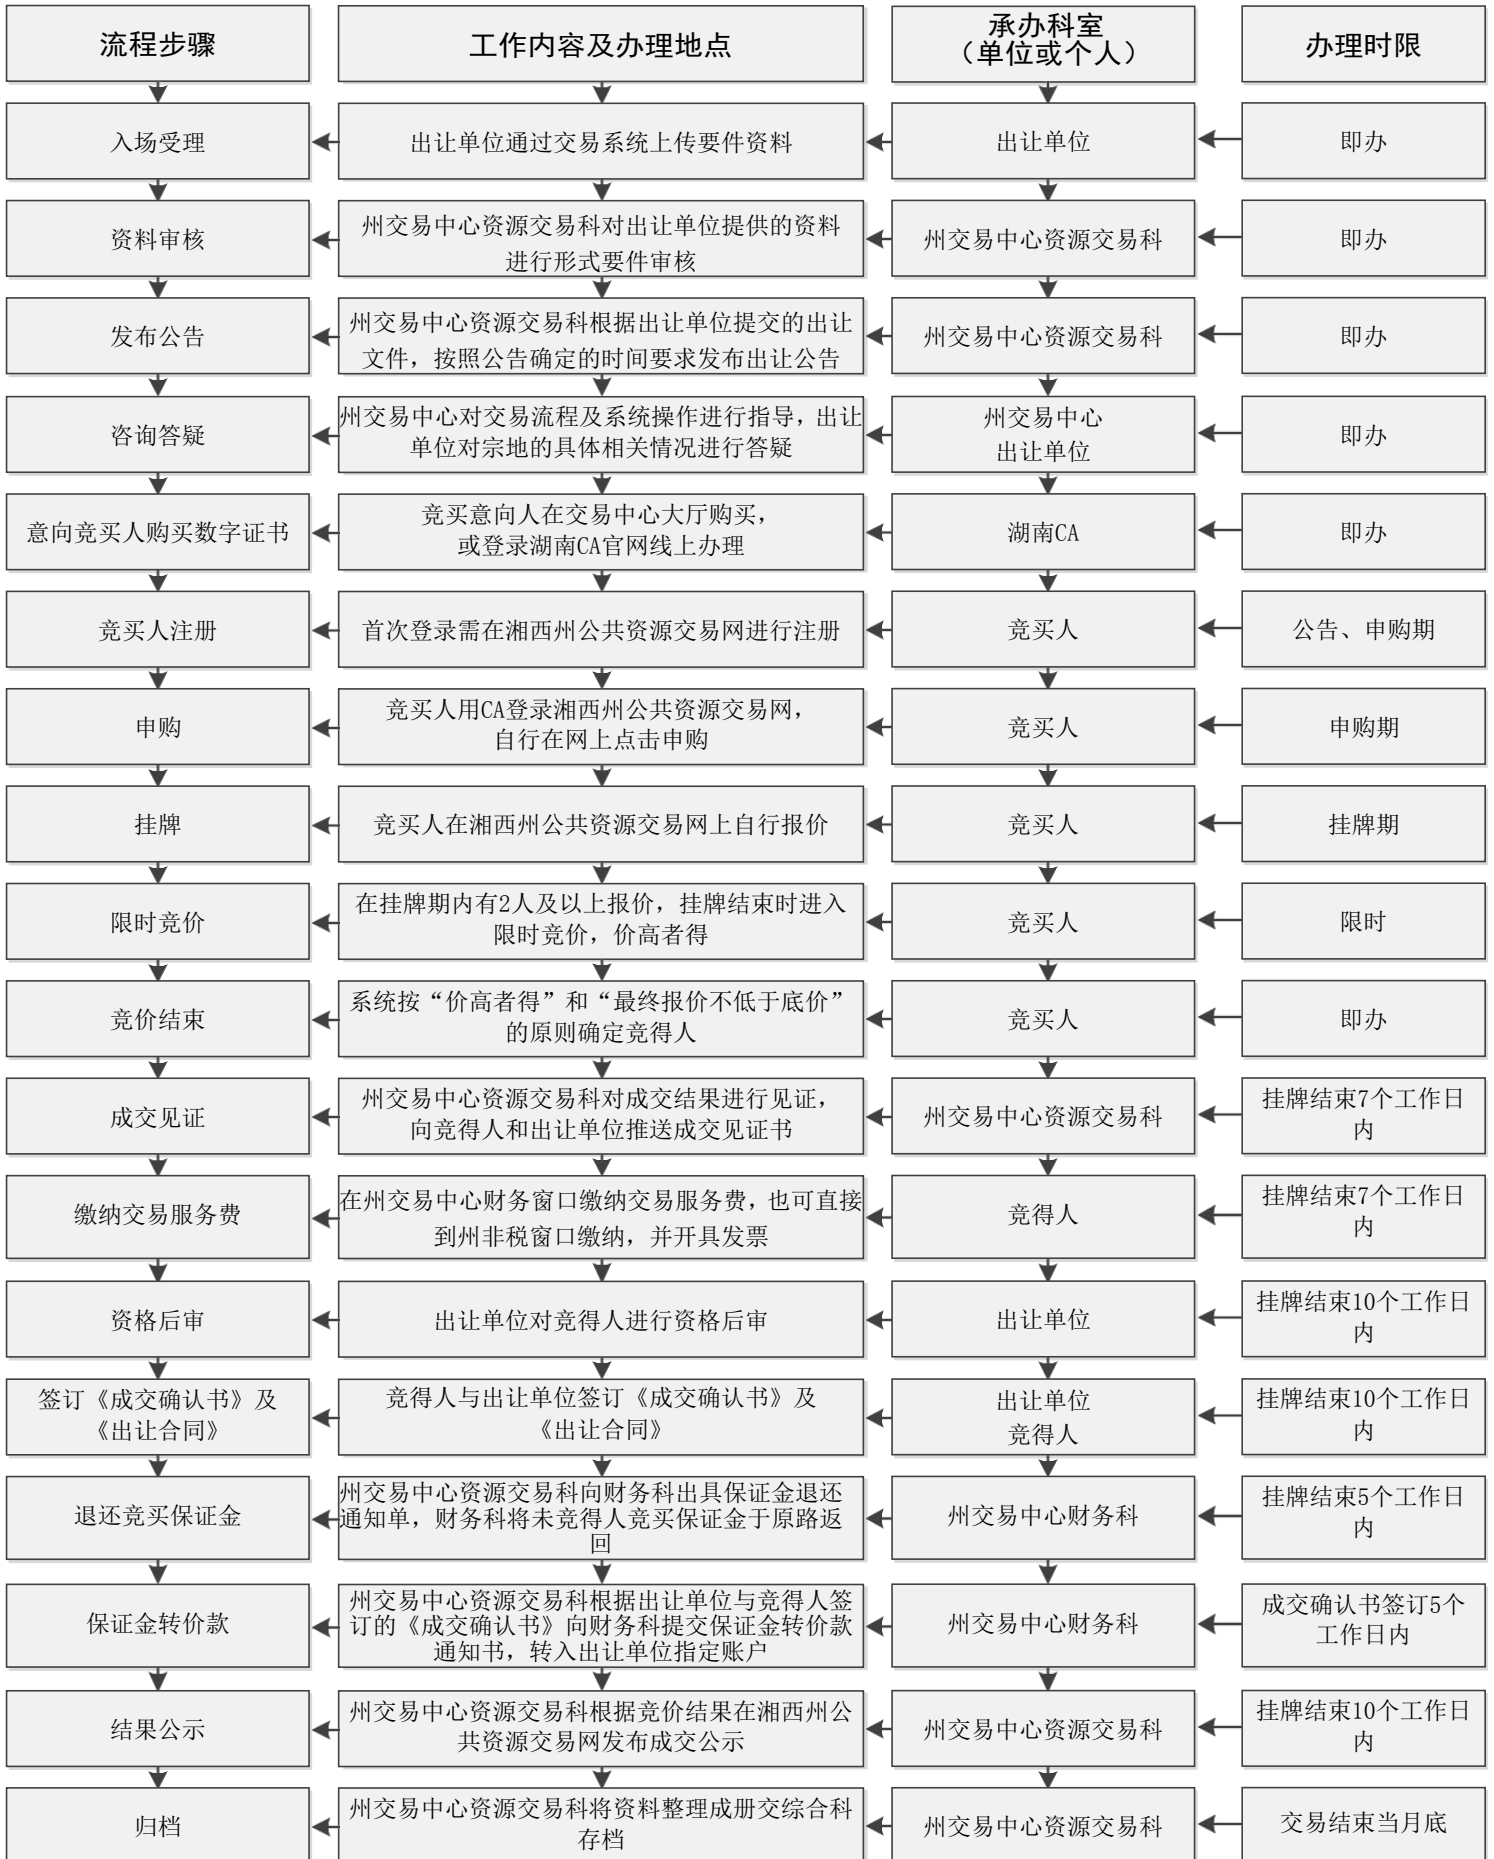 流程步骤
工作内容及办理地点
承办科室
（单位或个人）
办理时限
入场受理
出让单位通过交易系统上传要件资料
出让单位
即办
资料审核
州交易中心资源交易科对出让单位提供的资料
进行形式要件审核
州交易中心资源交易科
即办
发布公告
州交易中心资源交易科根据出让单位提交的出让
文件，按照公告确定的时间要求发布出让公告
州交易中心资源交易科
即办
咨询答疑
州交易中心对交易流程及系统操作进行指导，出让
单位对宗地的具体相关情况进行答疑
州交易中心
出让单位
即办
意向竞买人购买数字证书
竞买意向人在交易中心大厅购买，
或登录湖南CA官网线上办理
湖南CA
即办
竞买人注册
首次登录需在湘西州公共资源交易网进行注册
竞买人
公告、申购期
申购
竞买人用CA登录湘西州公共资源交易网，
自行在网上点击申购
竞买人
申购期
挂牌
竞买人在湘西州公共资源交易网上自行报价
竞买人
挂牌期
限时竞价
在挂牌期内有2人及以上报价，挂牌结束时进入
限时竞价，价高者得
竞买人
限时
竞价结束
系统按“价高者得”和“最终报价不低于底价”
的原则确定竞得人
竞买人
即办
成交见证
州交易中心资源交易科对成交结果进行见证，
向竞得人和出让单位推送成交见证书
州交易中心资源交易科
挂牌结束7个工作日
内
缴纳交易服务费
在州交易中心财务窗口缴纳交易服务费，也可直接
到州非税窗口缴纳，并开具发票
竞得人
挂牌结束7个工作日
内
资格后审
出让单位对竞得人进行资格后审
出让单位
挂牌结束10个工作日
内
签订《成交确认书》及
《出让合同》
竞得人与出让单位签订《成交确认书》及
《出让合同》
出让单位
竞得人
挂牌结束10个工作日
内
退还竞买保证金
州交易中心资源交易科向财务科出具保证金退还
通知单，财务科将未竞得人竞买保证金于原路返
回
州交易中心财务科
挂牌结束5个工作日
内
保证金转价款
州交易中心资源交易科根据出让单位与竞得人签
订的《成交确认书》向财务科提交保证金转价款
通知书，转入出让单位指定账户
州交易中心财务科
成交确认书签订5个
工作日内
结果公示
州交易中心资源交易科根据竞价结果在湘西州公
共资源交易网发布成交公示
州交易中心资源交易科
挂牌结束10个工作日
内
归档
州交易中心资源交易科将资料整理成册交综合科
存档
州交易中心资源交易科
交易结束当月底